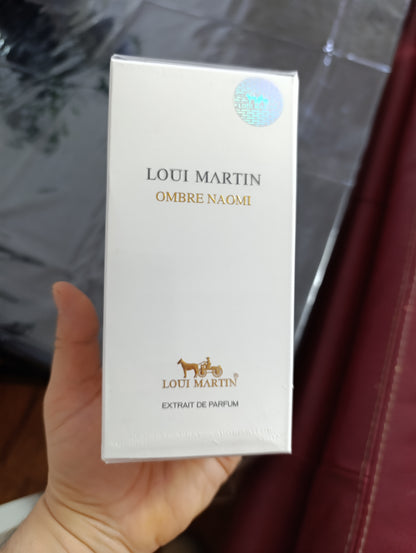 LOUI MARTIN
OMBRE NAOMI
LOUI MARTIN®
EXTRAIT DE PARFUM